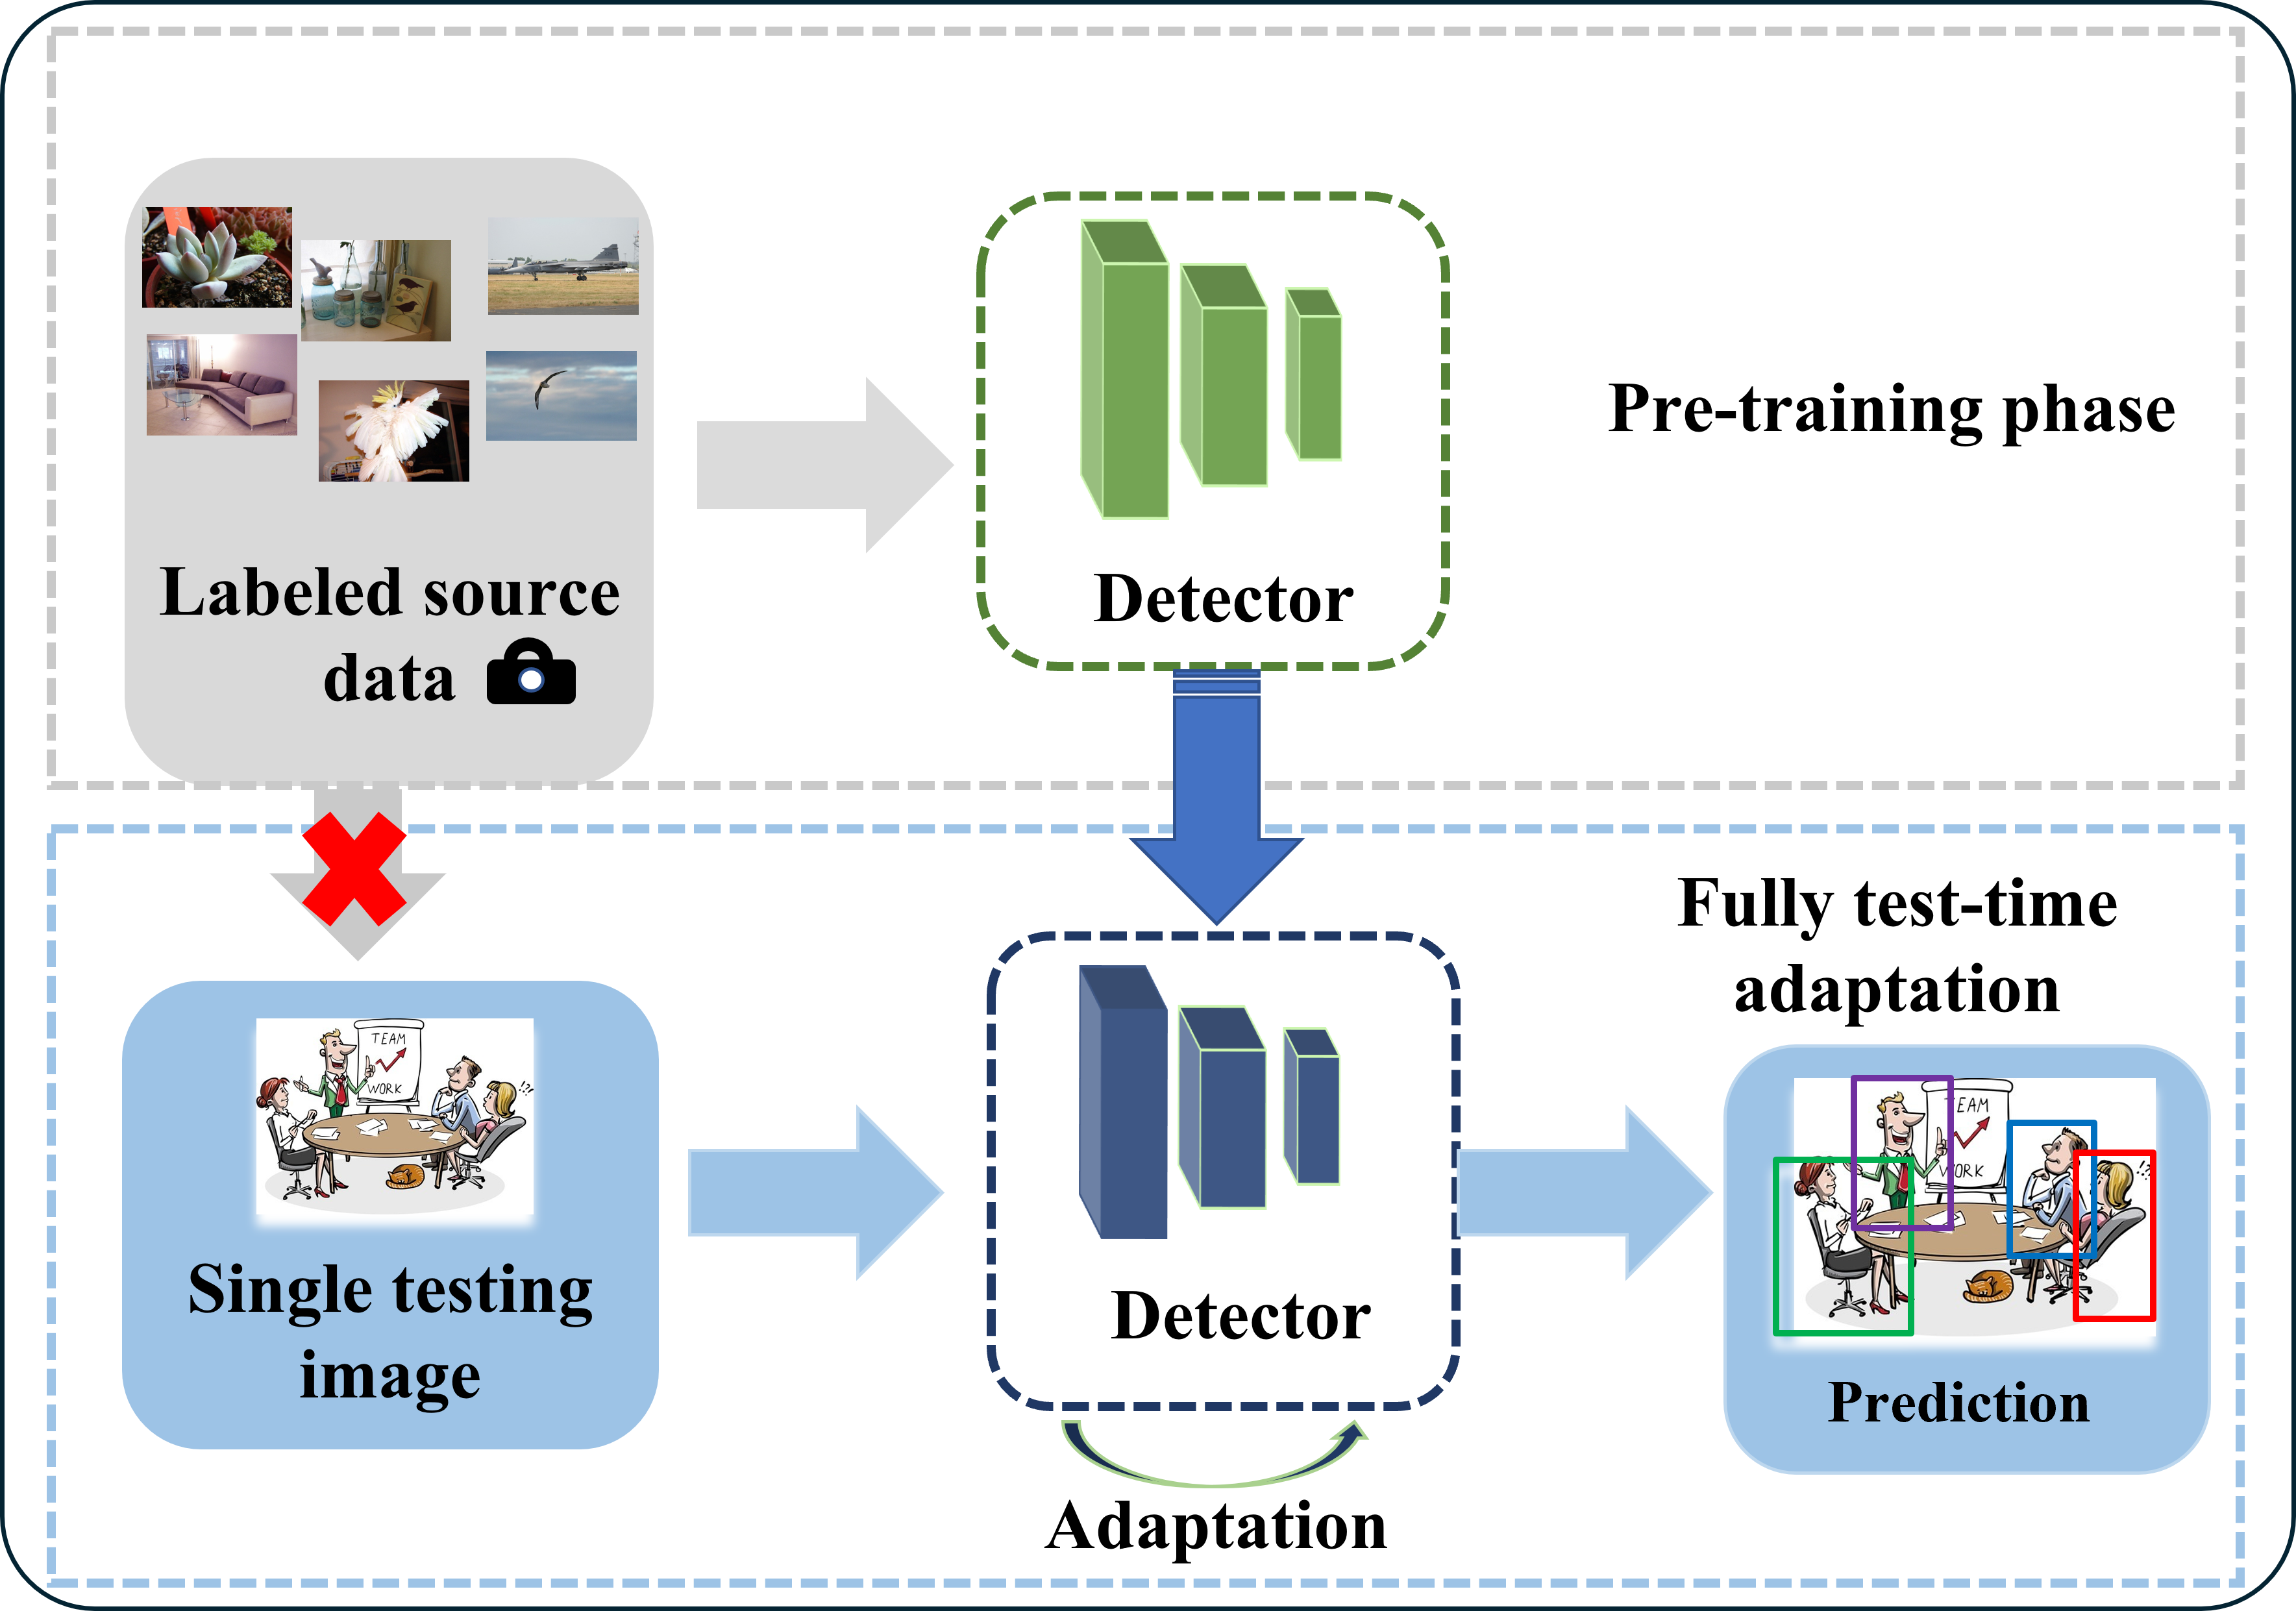 Pre-training phase
Labeled source
data
Detector
Fully test-time
adaptation
TEAM
WORK
Single testing
image
Detector
Adaptation
TEAM
WORK
!?!
Prediction